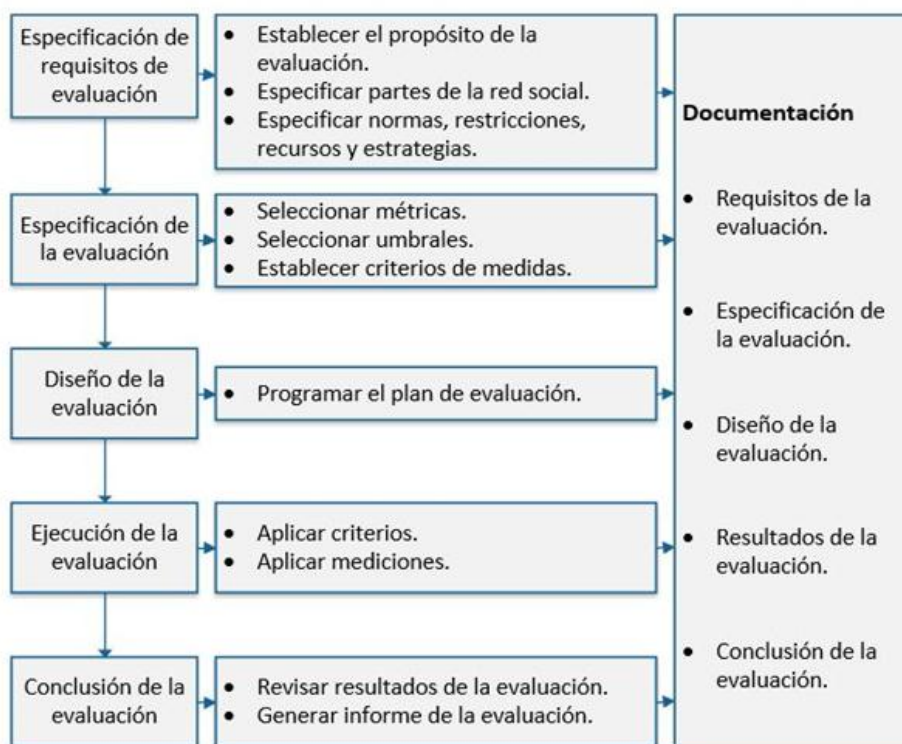 Especificación de
requisitos de
evaluación
• Establecer el propósito de la
evaluación.
• Especificar partes de la red social.
• Especificar normas, restricciones,
recursos y estrategias.
Especificación de
la evaluación
• Seleccionar métricas.
• Seleccionar umbrales.
• Establecer criterios de medidas.
Diseño de la
evaluación
• Programar el plan de evaluación.
Ejecución de la
evaluación
• Aplicar criterios.
• Aplicar mediciones.
Conclusión de la
evaluación
• Revisar resultados de la evaluación.
• Generar informe de la evaluación.
Documentación
• Requisitos de la
evaluación.
• Especificación de
la evaluación.
• Diseño de la
evaluación.
• Resultados de la
evaluación.
• Conclusión de la
evaluación.